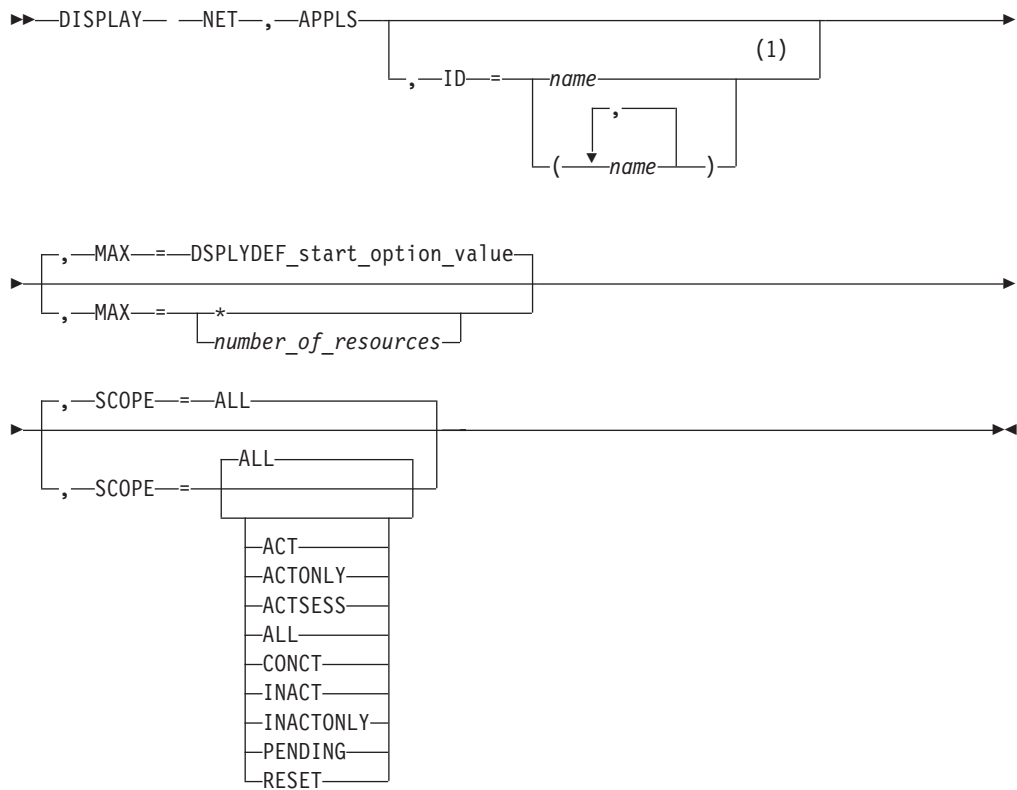 DISPLAY NET , APPLS
(1)
, ID = name
,
( name )
, MAX = DSPLYDEF_start_option_value
, MAX = *
number_of_resources
, SCOPE = ALL
ALL
, SCOPE =
ACT
ACTONLY
ACTSESS
ALL
CONCT
INACT
INACTONLY
PENDING
RESET